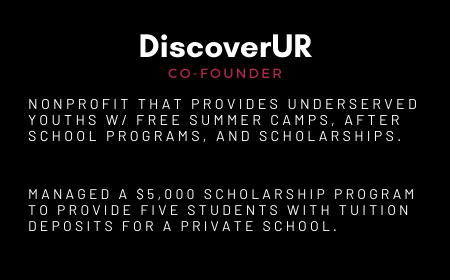 DiscoverUR
CO-FOUNDER
NONPROFIT THAT PROVIDES UNDERSERVED
YOUTHS W/ FREE SUMMER CAMPS, AFTER
SCHOOL PROGRAMS, AND SCHOLARSHIPS.
MANAGED A $5,000 SCHOLARSHIP PROGRAM
TO PROVIDE FIVE STUDENTS WITH TUITION
DEPOSITS FOR A PRIVATE SCHOOL.